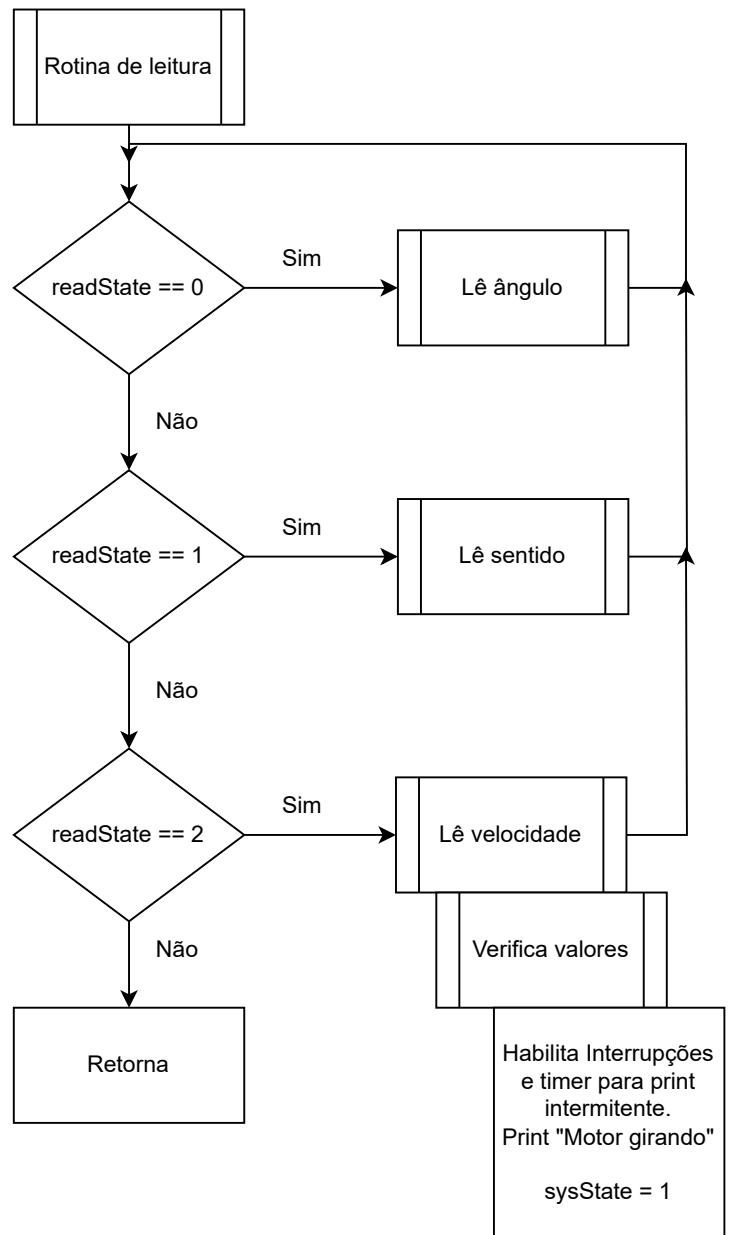 Rotina de leitura
readState == 0
Sim
Lê ângulo
Não
readState == 1
Sim
Lê sentido
Não
readState == 2
Sim
Lê velocidade
Não
Verifica valores
Retorna
Habilita Interrupções
e timer para print
intermitente.
Print "Motor girando"
sysState = 1